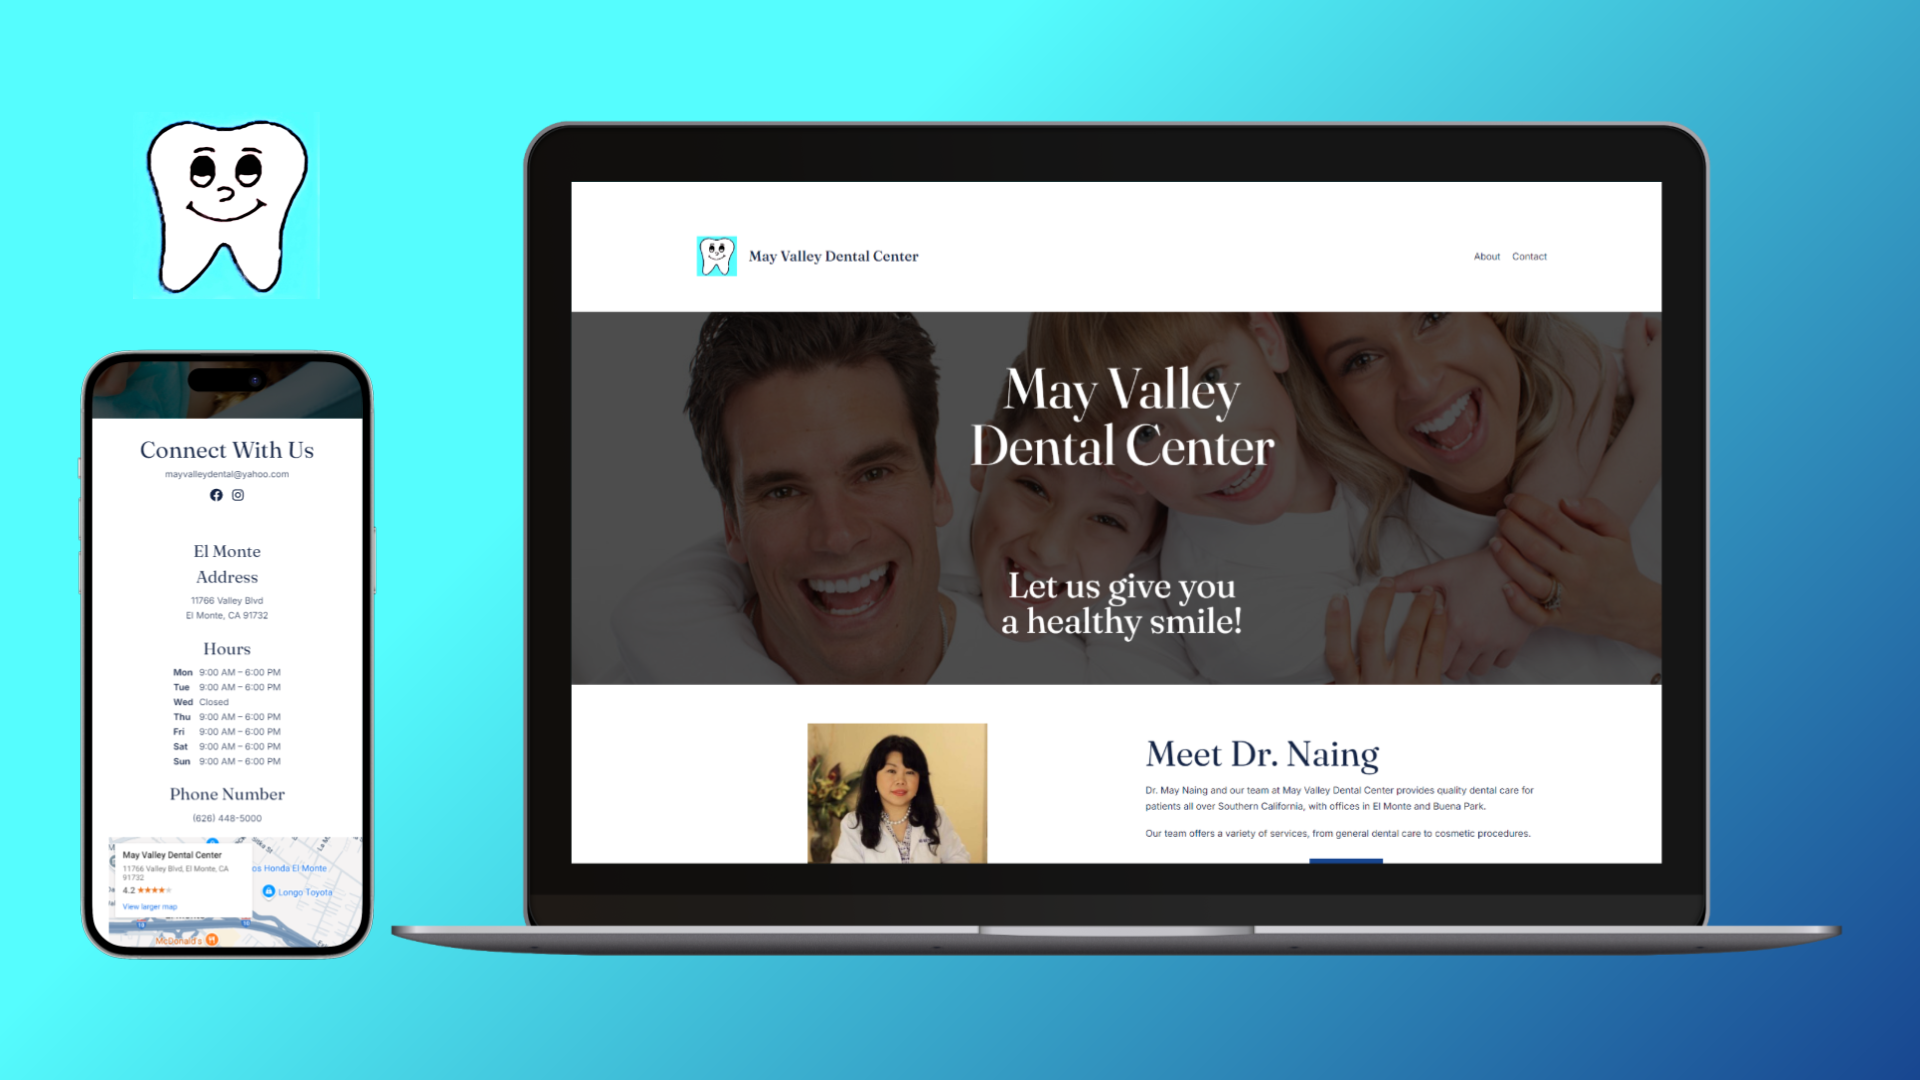 May Valley Dental Center
About
Contact
May Valley
Dental Center
Let us give you
a healthy smile!
Meet Dr. Naing
Dr. May Naing and our team at May Valley Dental Center provides quality dental care for
patients all over Southern California, with offices in El Monte and Buena Park.
Our team offers a variety of services, from general dental care to cosmetic procedures.
Connect With Us
mayvalleydental@yahoo.com
El Monte
Address
11766 Valley Blvd
El Monte, CA 91732
Hours
Mon 9:00 AM – 6:00 PM
Tue 9:00 AM – 6:00 PM
Wed Closed
Thu 9:00 AM – 6:00 PM
Fri 9:00 AM – 6:00 PM
Sat 9:00 AM – 6:00 PM
Sun 9:00 AM – 6:00 PM
Phone Number
(626) 448-5000
May Valley Dental Center
11766 Valley Blvd, El Monte, CA
91732
4.2
View larger map
os Honda El Monte
Longo Toyota
McDonald's